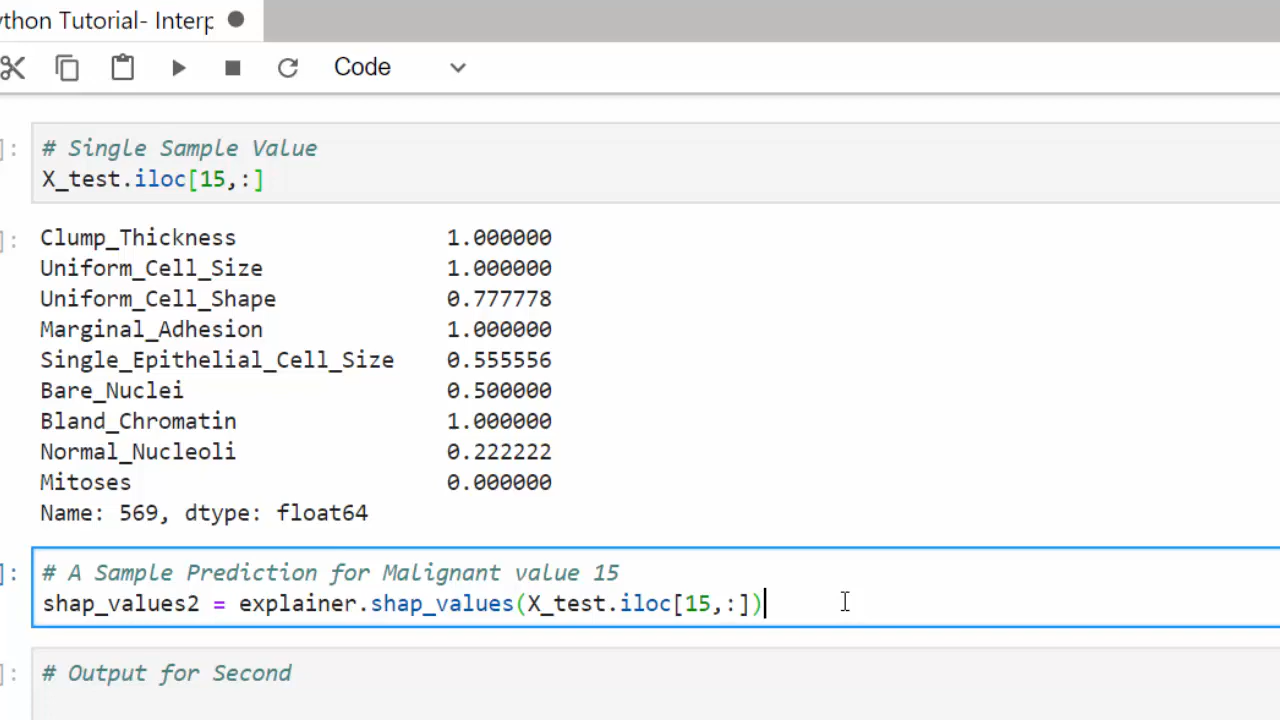 ython Tutorial- Interp
Code
]:
# Single Sample Value
X_test.iloc[15,:]
]:
Clump_Thickness 1.000000
Uniform_Cell_Size 1.000000
Uniform_Cell_Shape 0.777778
Marginal_Adhesion 1.000000
Single_Epithelial_Cell_Size 0.555556
Bare_Nuclei 0.500000
Bland_Chromatin 1.000000
Normal_Nucleoli 0.222222
Mitoses 0.000000
Name: 569, dtype: float64
]:
# A Sample Prediction for Malignant value 15
shap_values2 = explainer.shap_values(X_test.iloc[15,:])
]:
# Output for Second